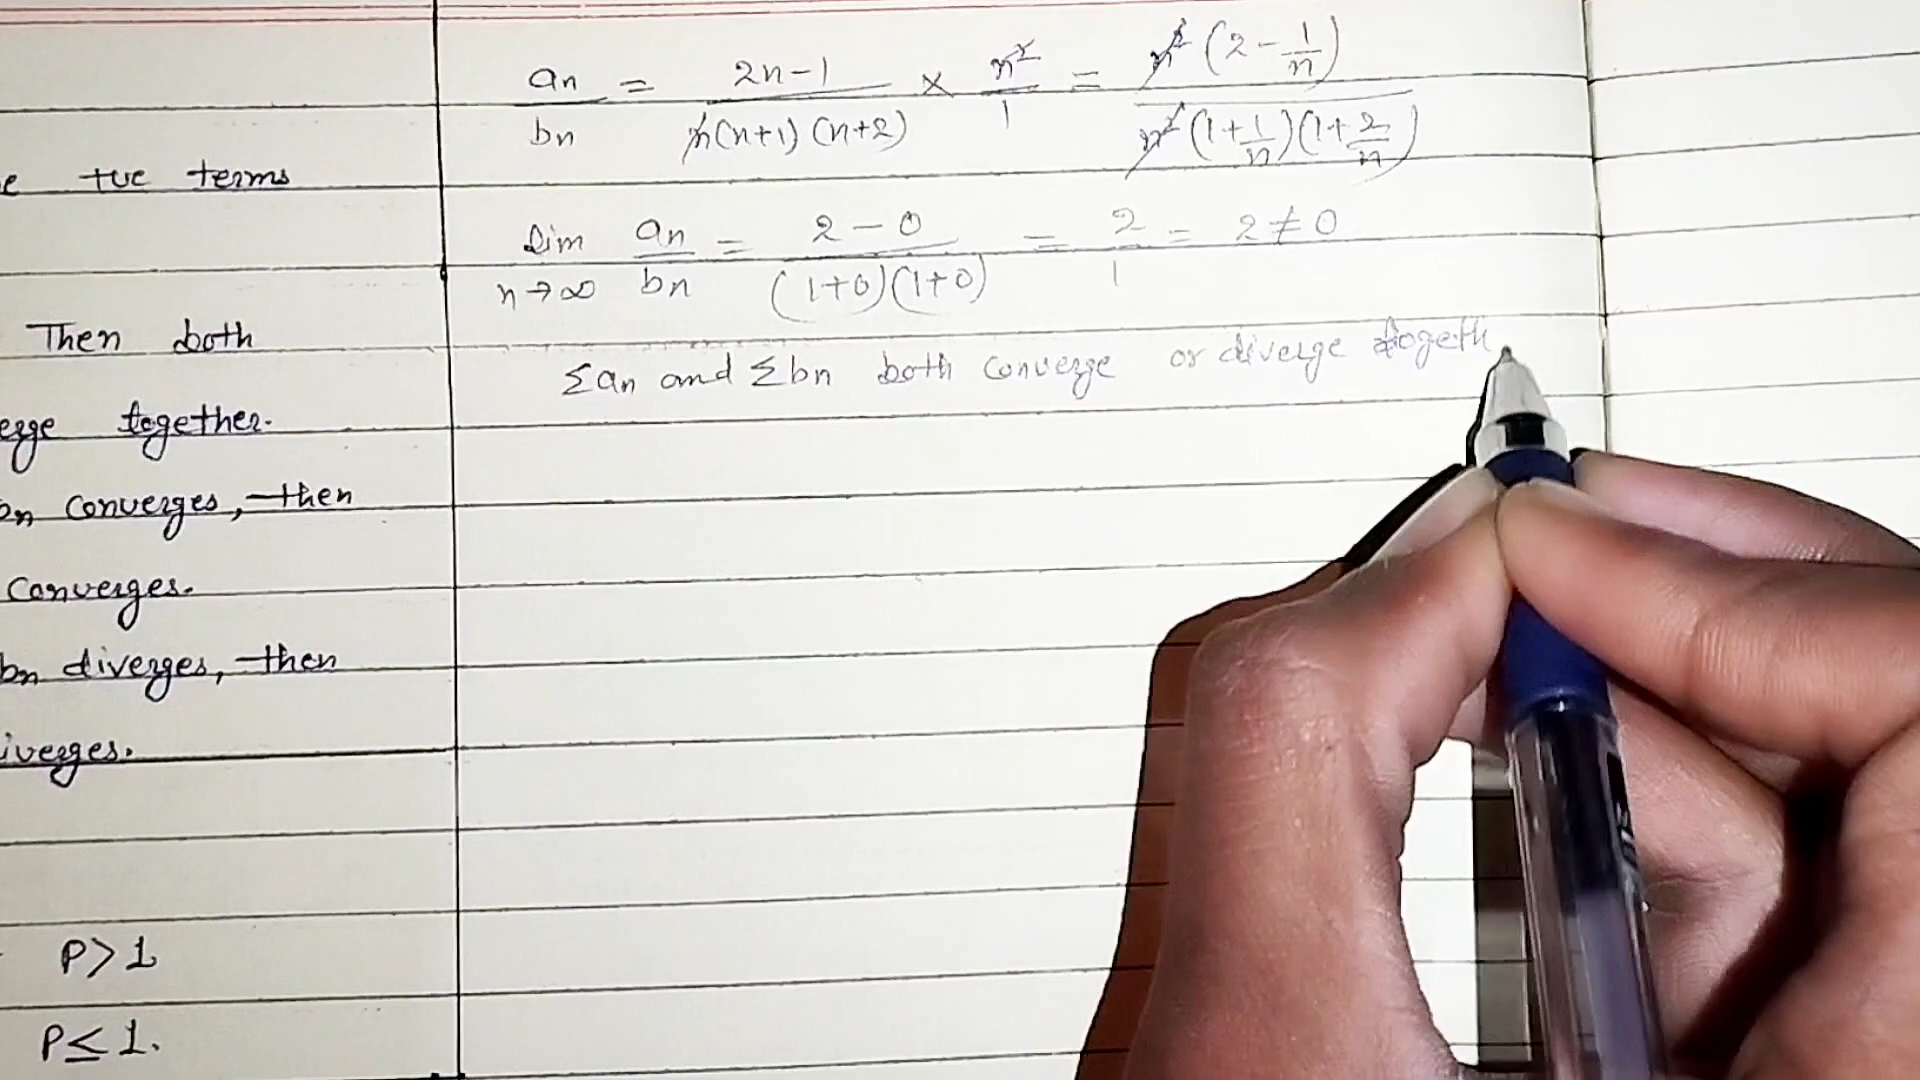 an/bn = 2n-1/n(n+1)(n+2) × n²/1 = n²(2-1/n)/n²(1+1/n)(1+2/n)
e +ve terms
lim n→∞ an/bn = 2-0/(1+0)(1+0) = 2/1 = 2≠0
Then both
Σan and Σbn both converge or diverge togeth
erge together.
bn converges, then
converges.
bn diverges, then
iverges.
P>1
P≤1.